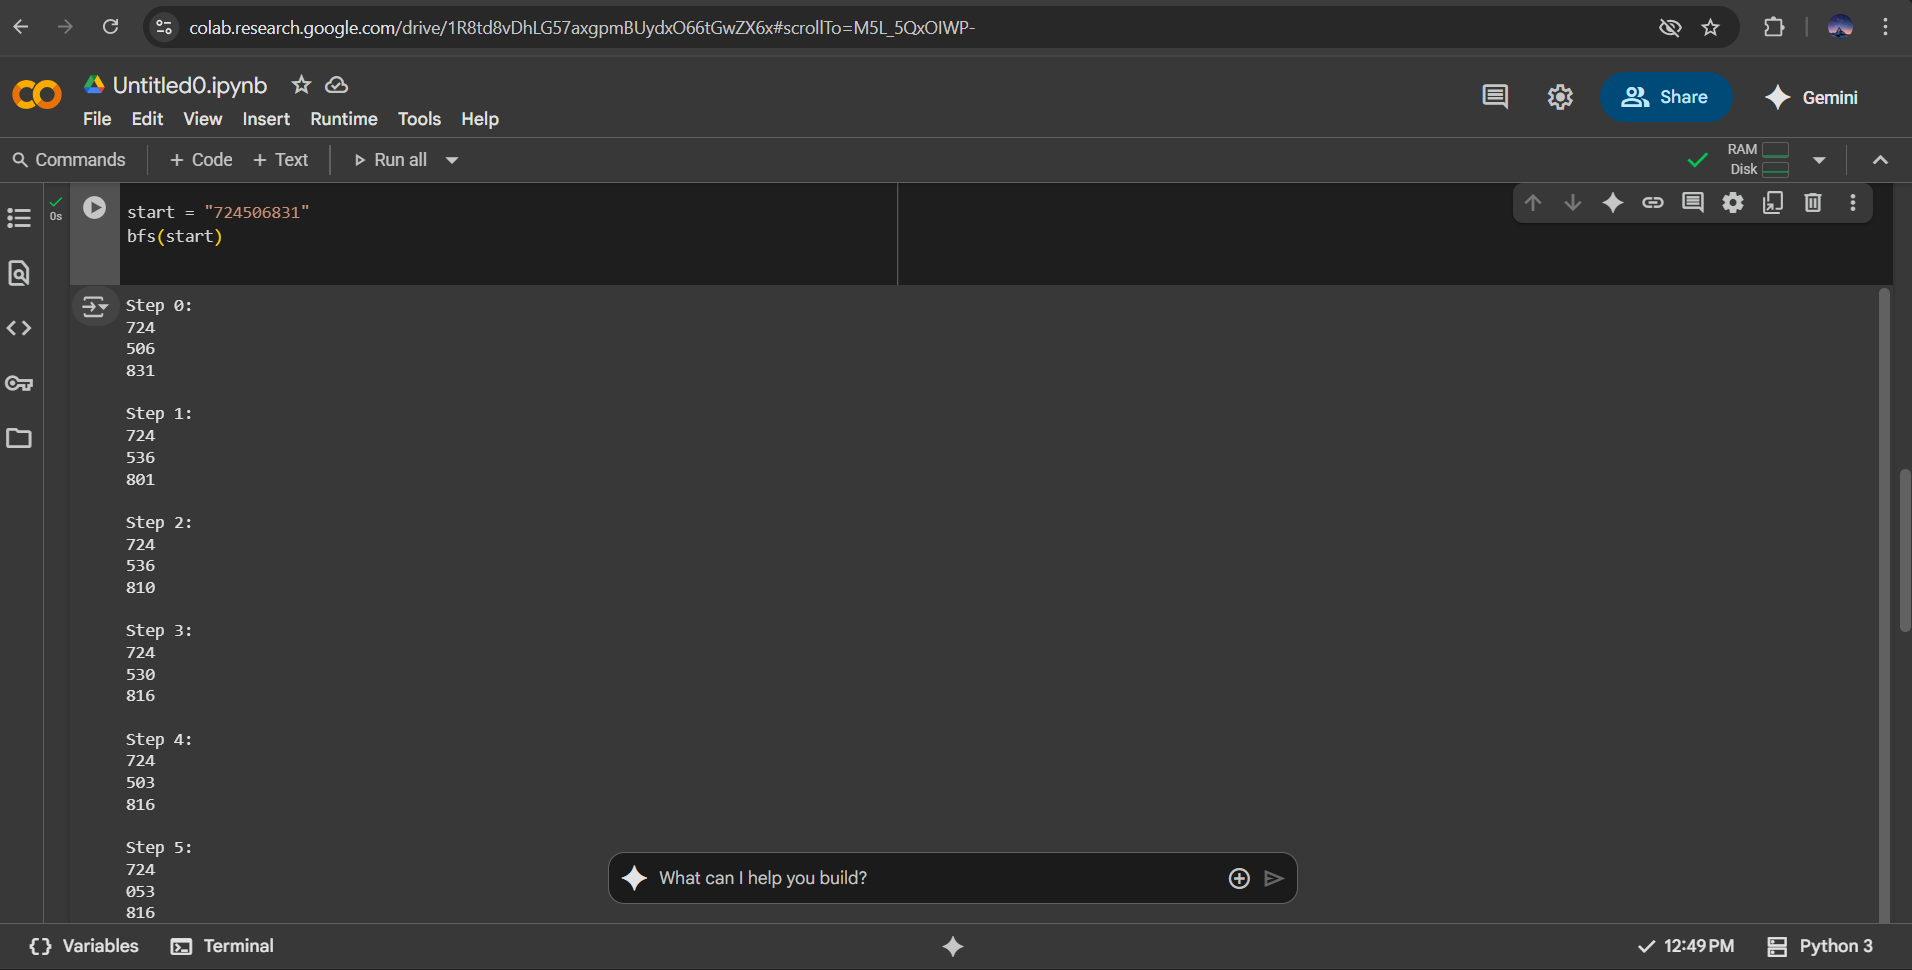 colab.research.google.com/drive/1R8td8vDhLG57axgpmBUydxO66tGwZX6x#scrollTo=M5L_5QxOIWP-
Untitled0.ipynb
File Edit View Insert Runtime Tools Help
Share
Gemini
Commands + Code + Text Run all
RAM
Disk
0s
start = "724506831"
bfs(start)
Step 0:
724
506
831
Step 1:
724
536
801
Step 2:
724
536
810
Step 3:
724
530
816
Step 4:
724
503
816
Step 5:
724
053
816
What can I help you build?
Variables Terminal
12:49 PM Python 3